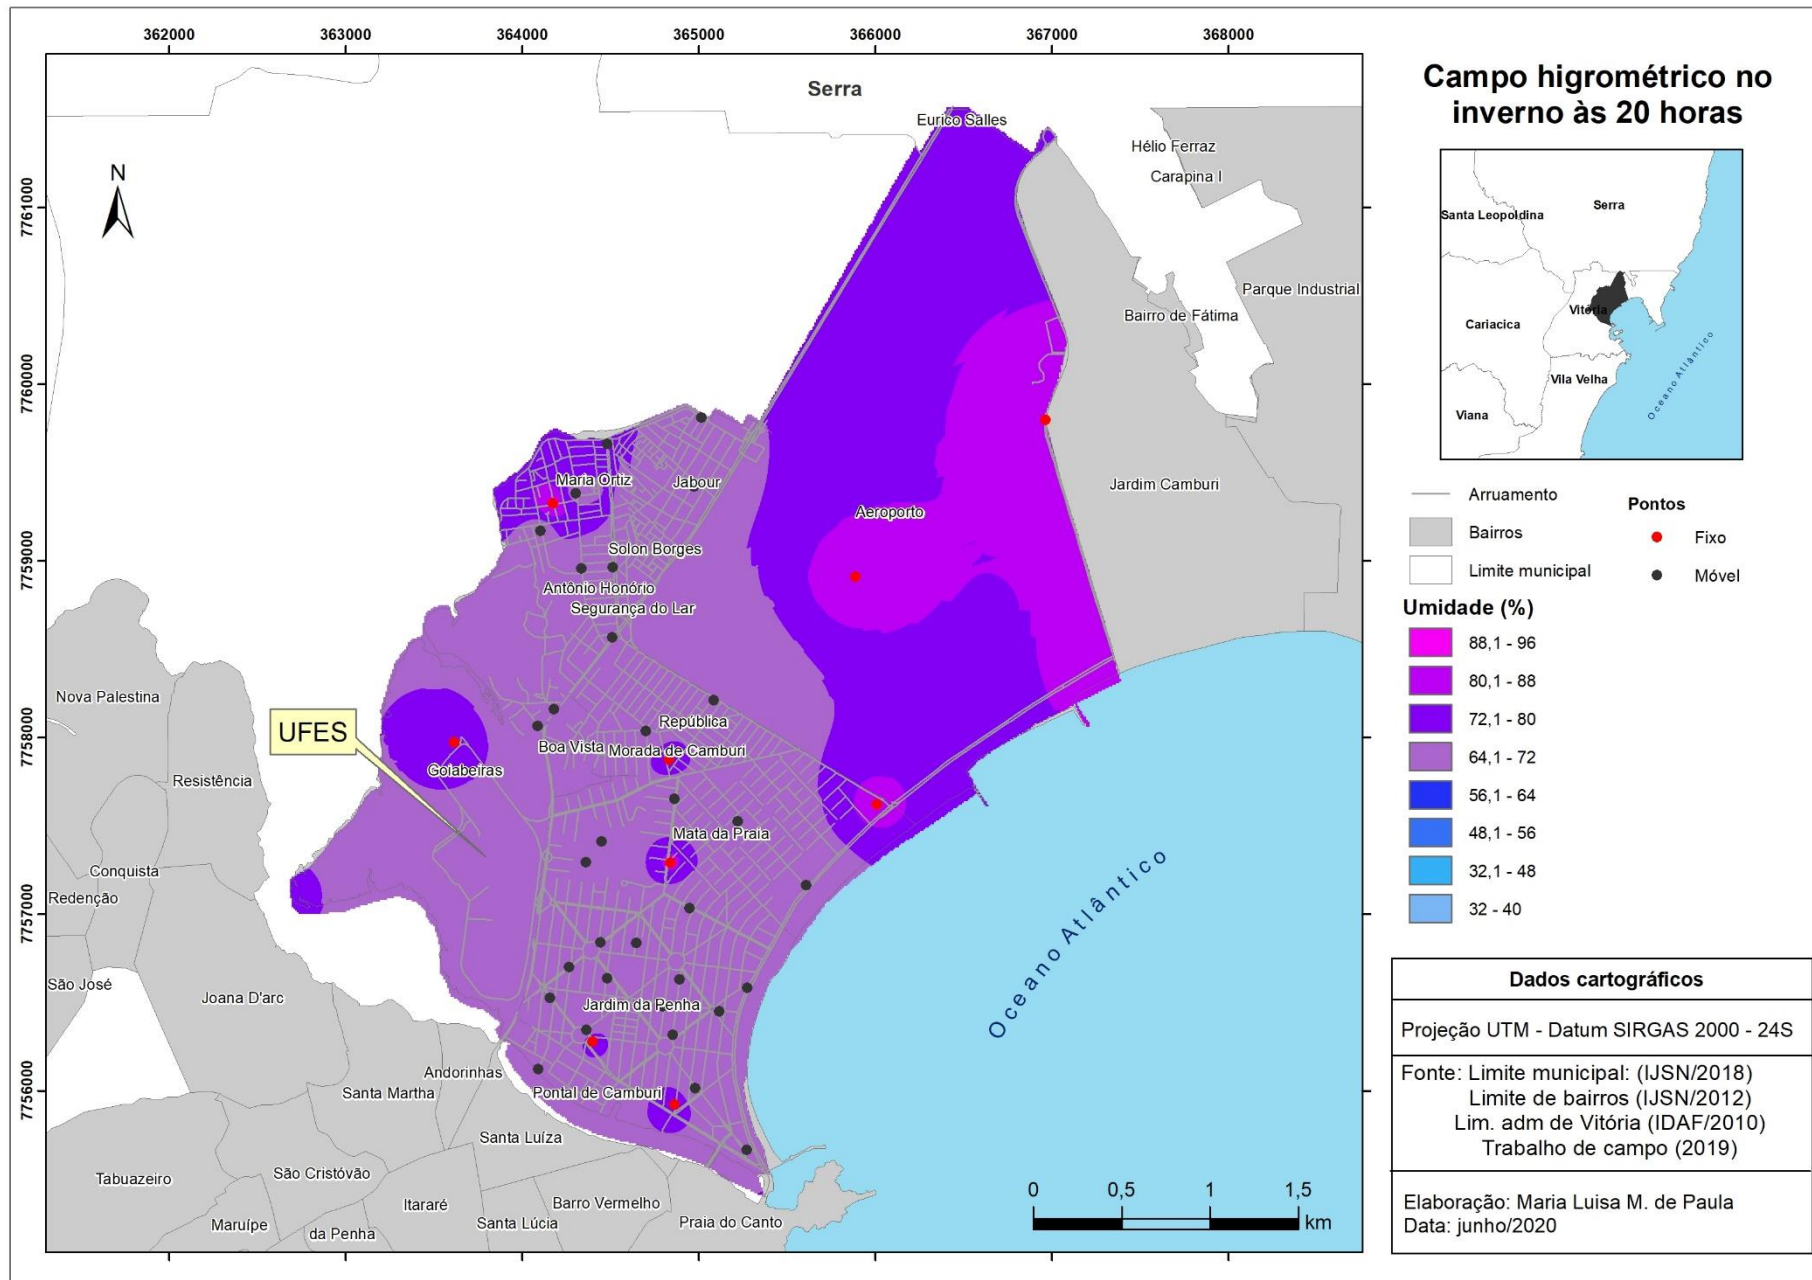 362000
363000
364000
365000
366000
367000
368000
7761000
7760000
7759000
7758000
7757000
7756000
N
Serra
Eurico Salles
Hélio Ferraz
Carapina I
Parque Industrial
Bairro de Fátima
Jardim Camburi
Aeroporto
Maria Ortiz
Jabour
Solon Borges
Antônio Honório
Segurança do Lar
República
Boa Vista
Morada de Camburi
Goiabeiras
UFES
Mata da Praia
Jardim da Penha
Pontal de Camburi
Nova Palestina
Resistência
Conquista
Redenção
São José
Joana D'arc
Andorinhas
Santa Martha
Santa Luíza
Tabuazeiro
São Cristóvão
Itararé
Barro Vermelho
Maruípe
da Penha
Santa Lúcia
Praia do Canto
Oceano Atlântico
0
0,5
1
1,5
km
Campo higrométrico no
inverno às 20 horas
Santa Leopoldina
Serra
Cariacica
Vitória
Vila Velha
Viana
Oceano Atlântico
Arruamento
Bairros
Limite municipal
Pontos
Fixo
Móvel
Umidade (%)
88,1 - 96
80,1 - 88
72,1 - 80
64,1 - 72
56,1 - 64
48,1 - 56
32,1 - 48
32 - 40
Dados cartográficos
Projeção UTM - Datum SIRGAS 2000 - 24S
Fonte: Limite municipal: (IJSN/2018)
Limite de bairros (IJSN/2012)
Lim. adm de Vitória (IDAF/2010)
Trabalho de campo (2019)
Elaboração: Maria Luisa M. de Paula
Data: junho/2020